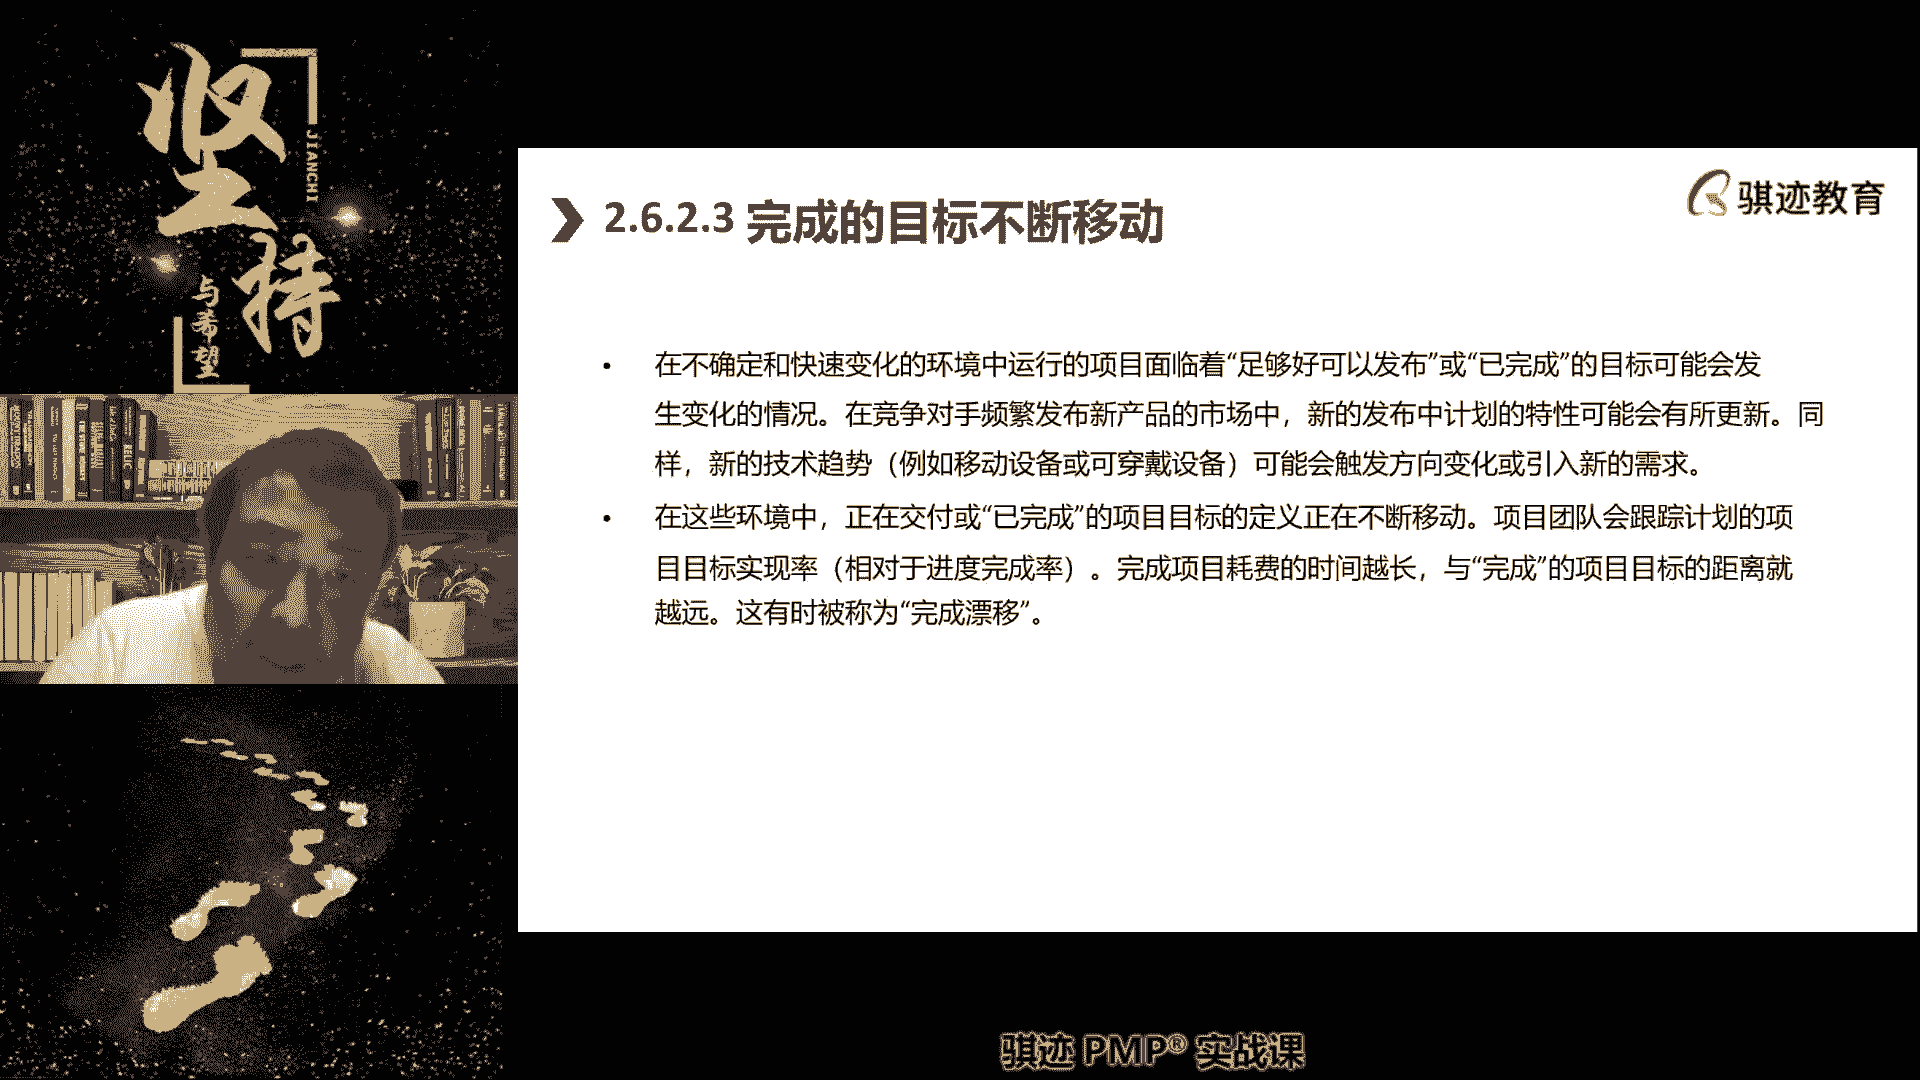 坚持
JIANCHI
与希望
骐迹教育
2.6.2.3 完成的目标不断移动
• 在不确定和快速变化的环境中运行的项目面临着“足够好可以发布”或“已完成”的目标可能会发
生变化的情况。在竞争对手频繁发布新产品的市场中，新的发布中计划的特性可能会有所更新。同
样，新的技术趋势（例如移动设备或可穿戴设备）可能会触发方向变化或引入新的需求。
• 在这些环境中，正在交付或“已完成”的项目目标的定义正在不断移动。项目团队会跟踪计划的项
目目标实现率（相对于进度完成率）。完成项目耗费的时间越长，与“完成”的项目目标的距离就
越远。这有时被称为“完成漂移”。
骐迹 PMP® 实战课